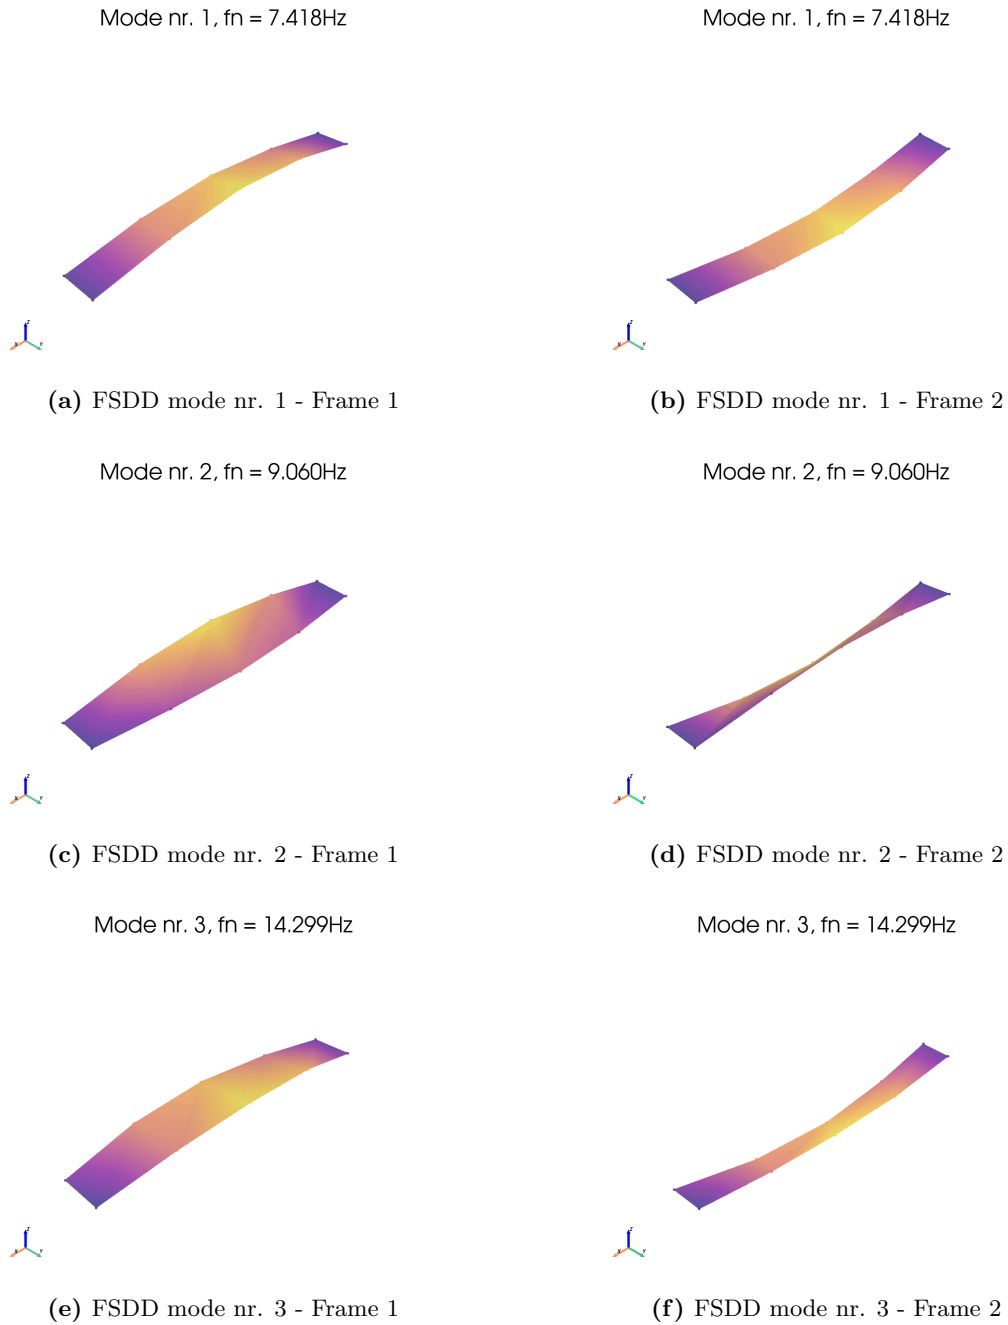 Mode nr. 1, fn = 7.418Hz
Mode nr. 1, fn = 7.418Hz
z
x
y
z
x
y
(a) FSDD mode nr. 1 - Frame 1
(b) FSDD mode nr. 1 - Frame 2
Mode nr. 2, fn = 9.060Hz
Mode nr. 2, fn = 9.060Hz
z
x
y
z
x
y
(c) FSDD mode nr. 2 - Frame 1
(d) FSDD mode nr. 2 - Frame 2
Mode nr. 3, fn = 14.299Hz
Mode nr. 3, fn = 14.299Hz
z
x
y
z
x
y
(e) FSDD mode nr. 3 - Frame 1
(f) FSDD mode nr. 3 - Frame 2